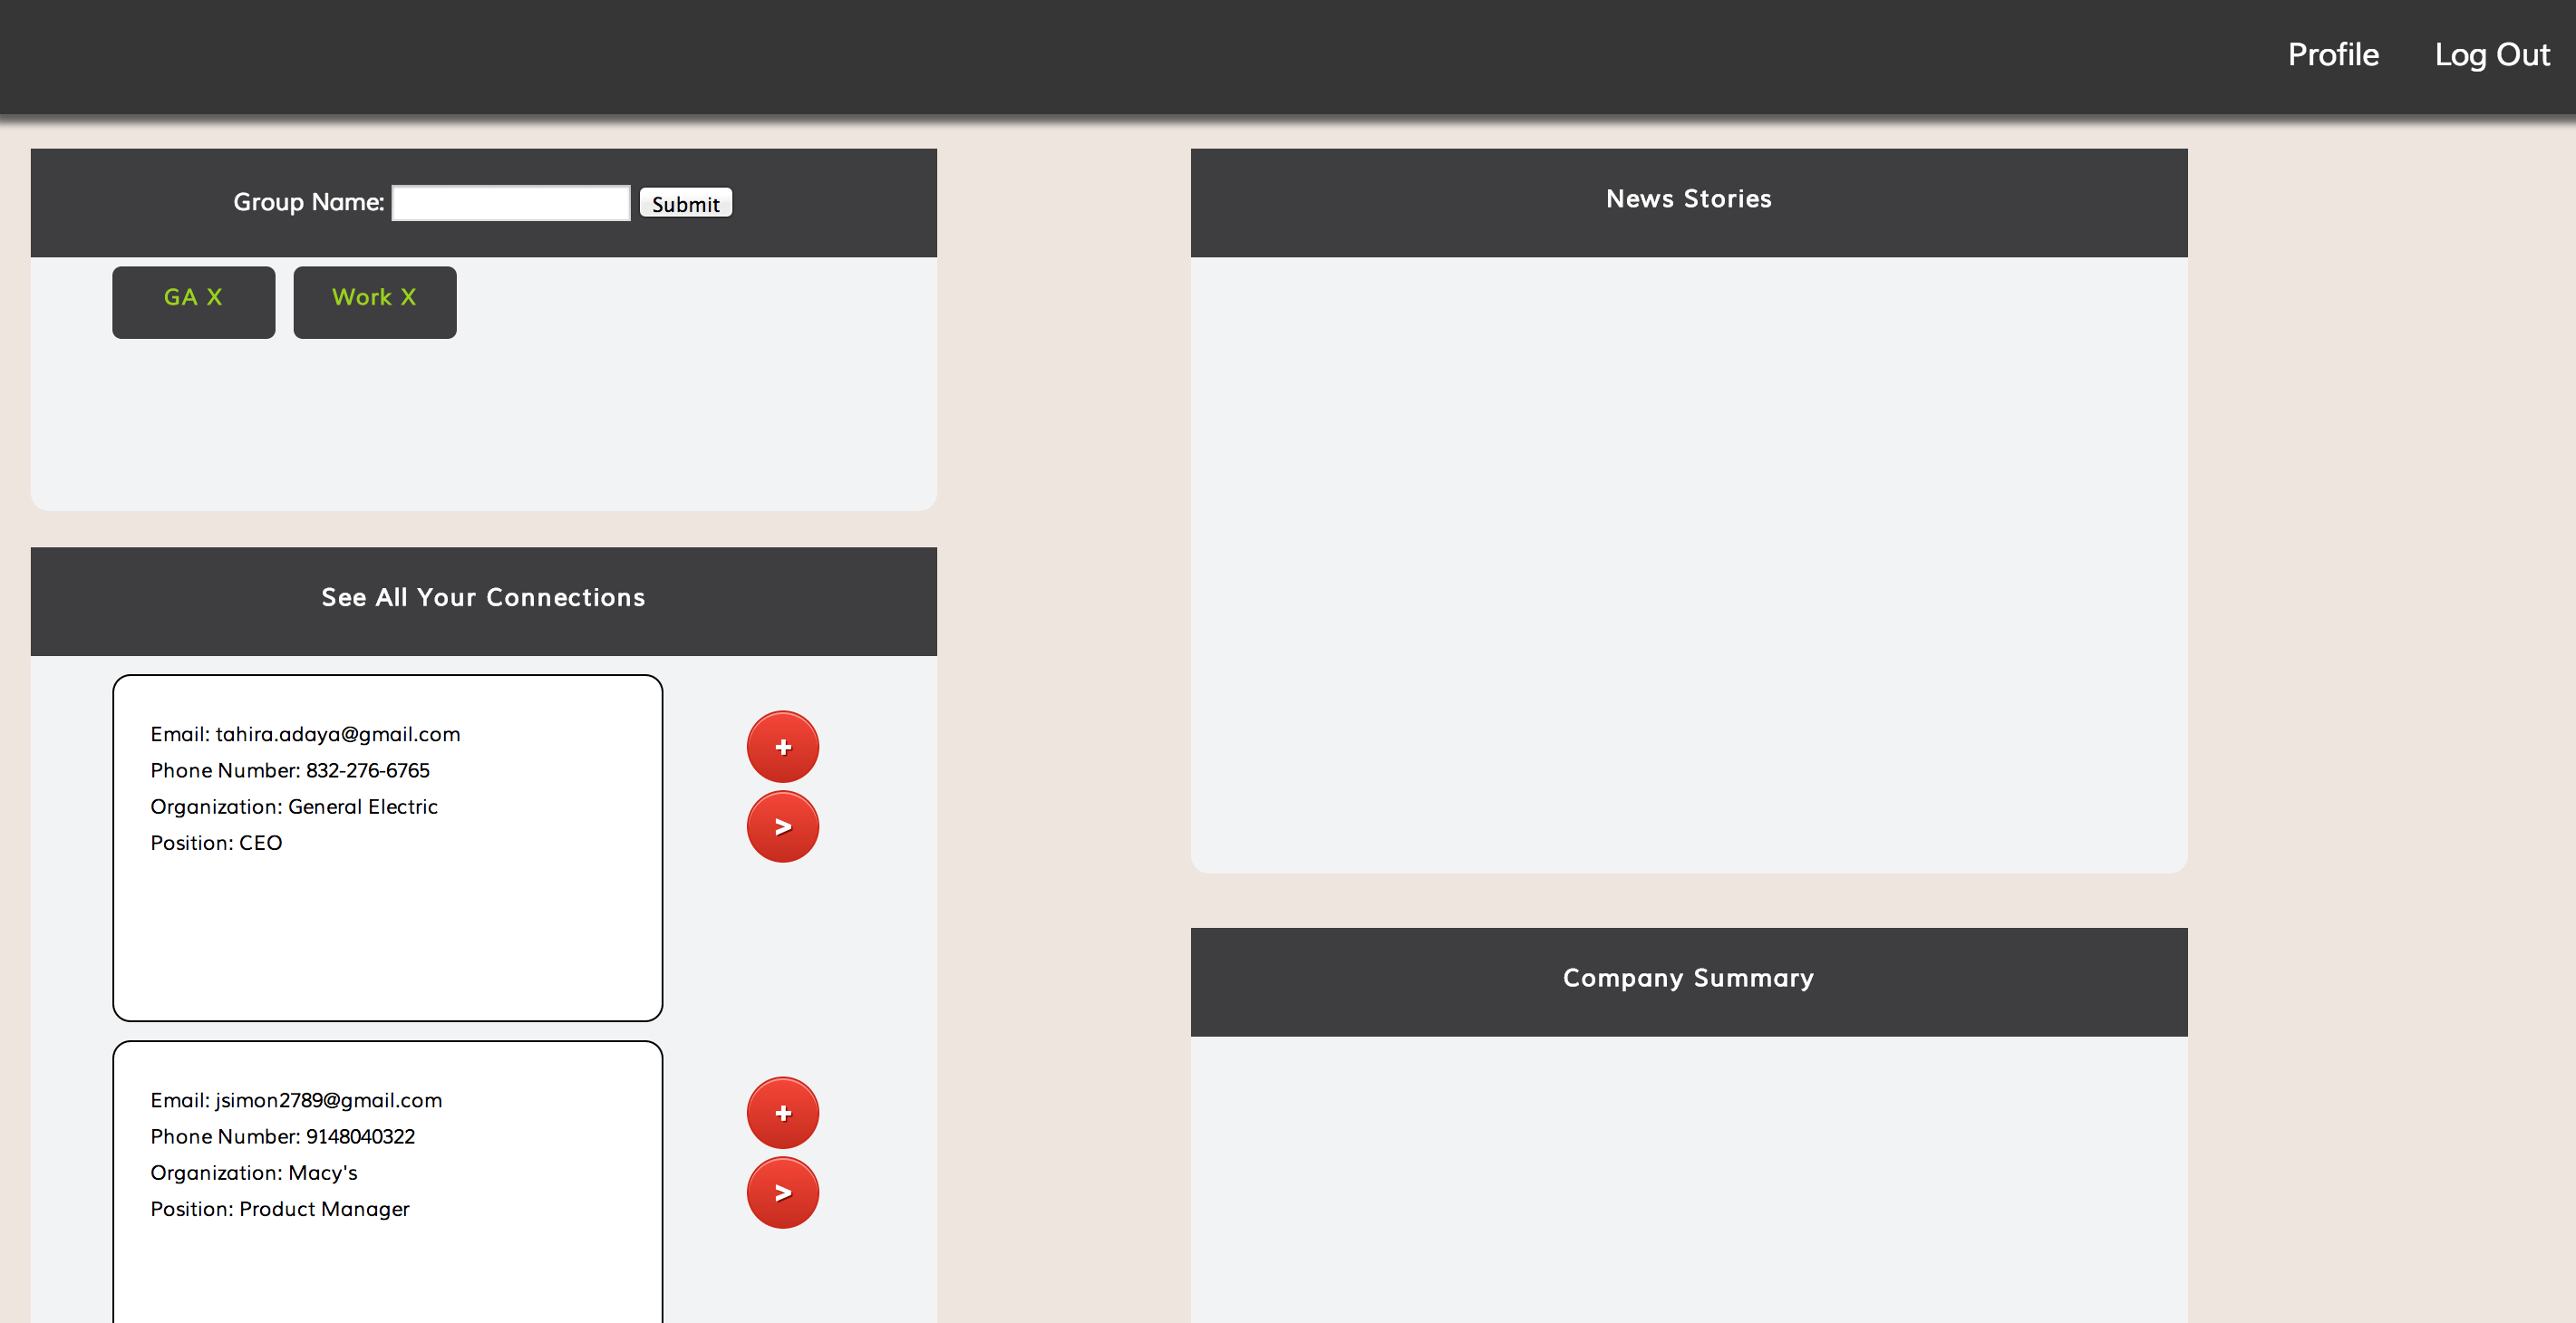 Profile Log Out
Group Name: Submit
GA X Work X
See All Your Connections
Email: tahira.adaya@gmail.com
Phone Number: 832-276-6765
Organization: General Electric
Position: CEO
+
>
Email: jsimon2789@gmail.com
Phone Number: 9148040322
Organization: Macy's
Position: Product Manager
+
>
News Stories
Company Summary